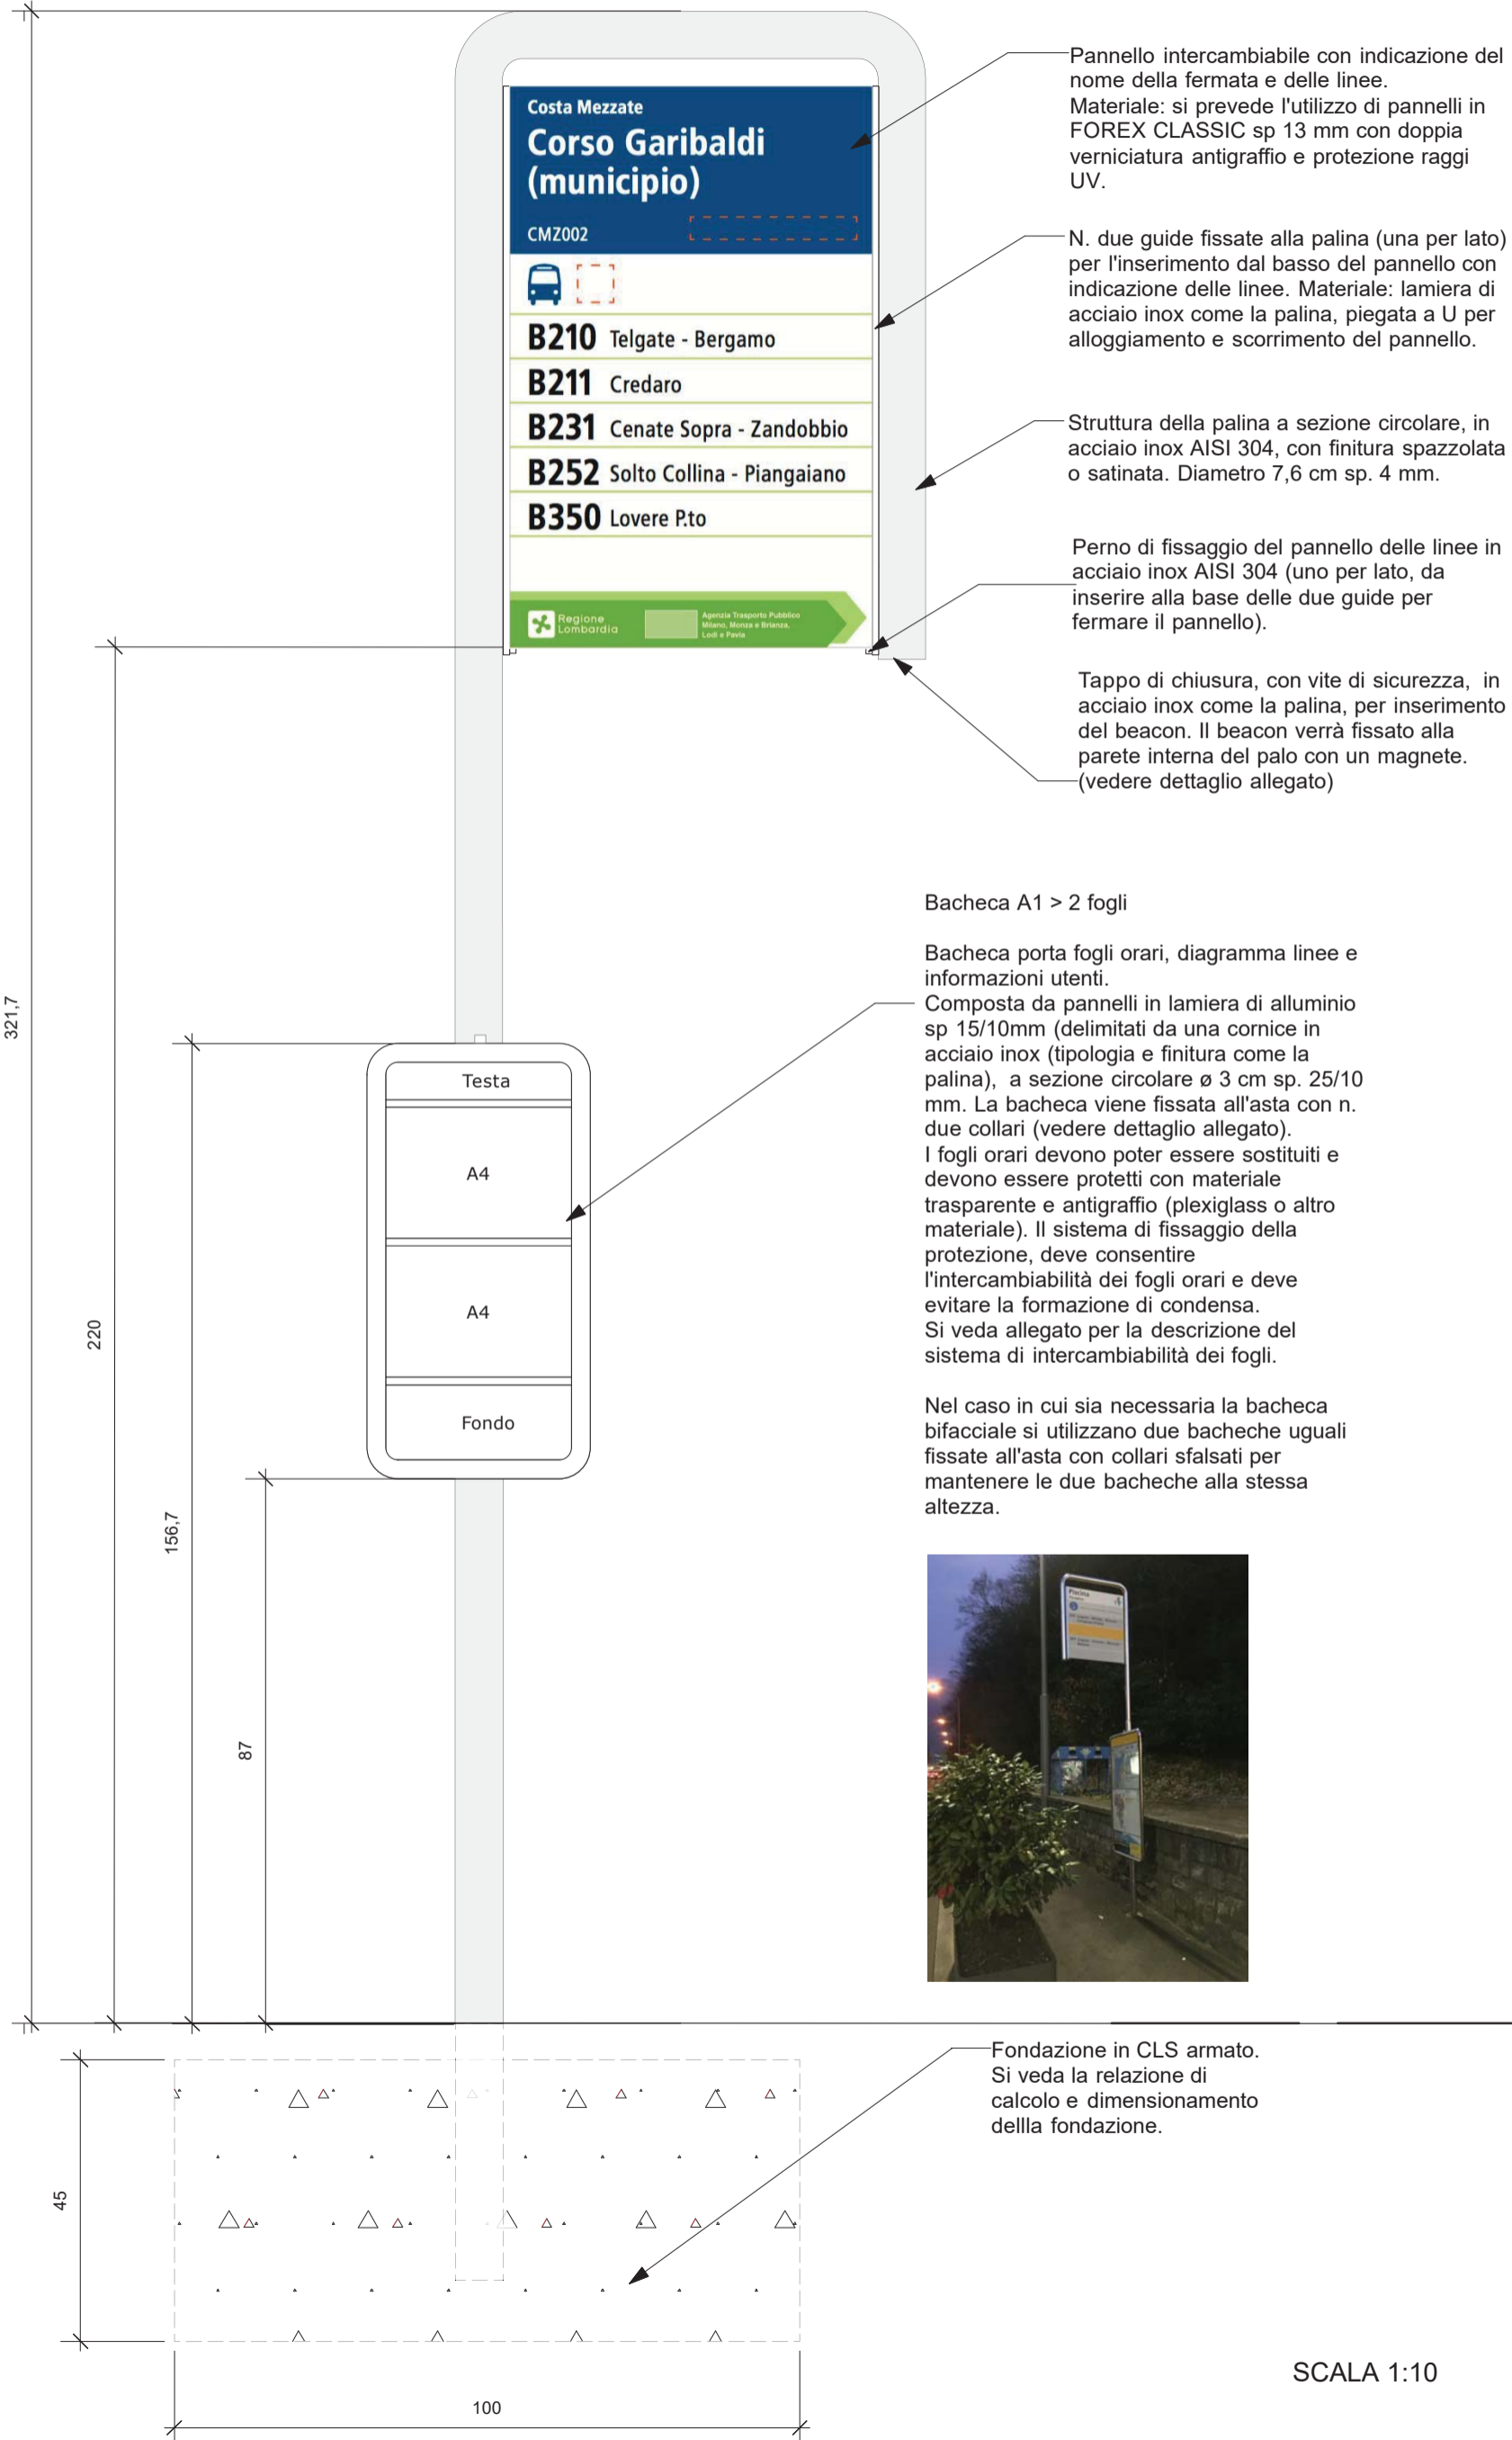 Pannello intercambiabile con indicazione del
nome della fermata e delle linee.
Materiale: si prevede l'utilizzo di pannelli in
FOREX CLASSIC sp 13 mm con doppia
verniciatura antigraffio e protezione raggi
UV.
Costa Mezzate
Corso Garibaldi
(municipio)
CMZ002
N. due guide fissate alla palina (una per lato)
per l'inserimento dal basso del pannello con
indicazione delle linee. Materiale: lamiera di
acciaio inox come la palina, piegata a U per
alloggiamento e scorrimento del pannello.
B210 Telgate - Bergamo
B211 Credaro
B231 Cenate Sopra - Zandobbio
B252 Solto Collina - Piangaiano
B350 Lovere P.to
Struttura della palina a sezione circolare, in
acciaio inox AISI 304, con finitura spazzolata
o satinata. Diametro 7,6 cm sp. 4 mm.
Perno di fissaggio del pannello delle linee in
acciaio inox AISI 304 (uno per lato, da
inserire alla base delle due guide per
fermare il pannello).
Regione
Lombardia
Agenzia Trasporto Pubblico
Milano, Monza e Brianza,
Lodi e Pavia
Tappo di chiusura, con vite di sicurezza, in
acciaio inox come la palina, per inserimento
del beacon. Il beacon verrà fissato alla
parete interna del palo con un magnete.
(vedere dettaglio allegato)
Bacheca A1 > 2 fogli
Bacheca porta fogli orari, diagramma linee e
informazioni utenti.
Composta da pannelli in lamiera di alluminio
sp 15/10mm (delimitati da una cornice in
acciaio inox (tipologia e finitura come la
palina), a sezione circolare ø 3 cm sp. 25/10
mm. La bacheca viene fissata all'asta con n.
due collari (vedere dettaglio allegato).
I fogli orari devono poter essere sostituiti e
devono essere protetti con materiale
trasparente e antigraffio (plexiglass o altro
materiale). Il sistema di fissaggio della
protezione, deve consentire
l'intercambiabilità dei fogli orari e deve
evitare la formazione di condensa.
Si veda allegato per la descrizione del
sistema di intercambiabilità dei fogli.
Nel caso in cui sia necessaria la bacheca
bifacciale si utilizzano due bacheche uguali
fissate all'asta con collari sfalsati per
mantenere le due bacheche alla stessa
altezza.
Testa
A4
A4
Fondo
321,7
220
156,7
87
Piscina
Fondazione in CLS armato.
Si veda la relazione di
calcolo e dimensionamento
dellla fondazione.
45
100
SCALA 1:10